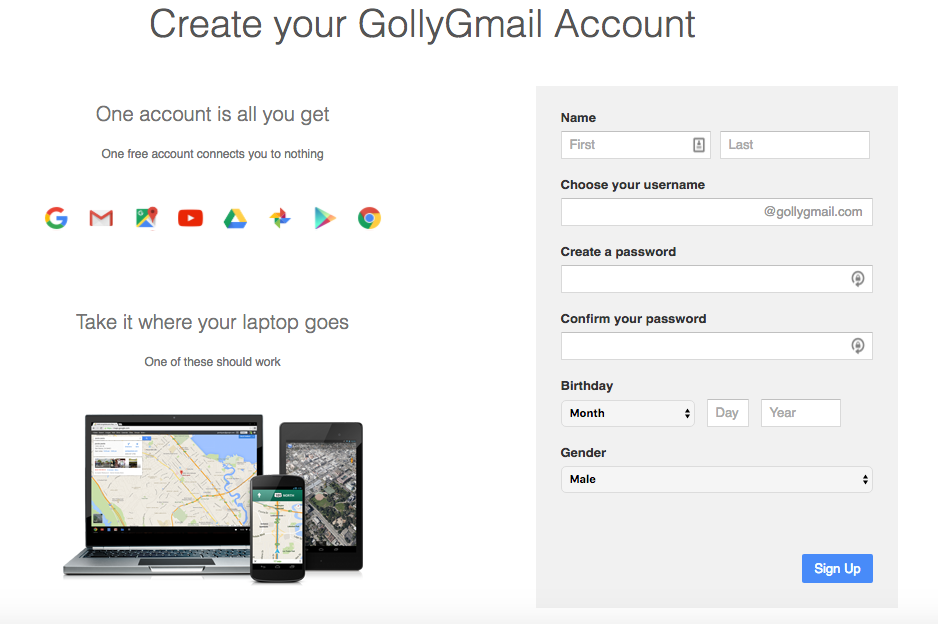 Create your GollyGmail Account
One account is all you get
One free account connects you to nothing
Take it where your laptop goes
One of these should work
Name
First Last
Choose your username
@gollygmail.com
Create a password
Confirm your password
Birthday
Month Day Year
Gender
Male
Sign Up